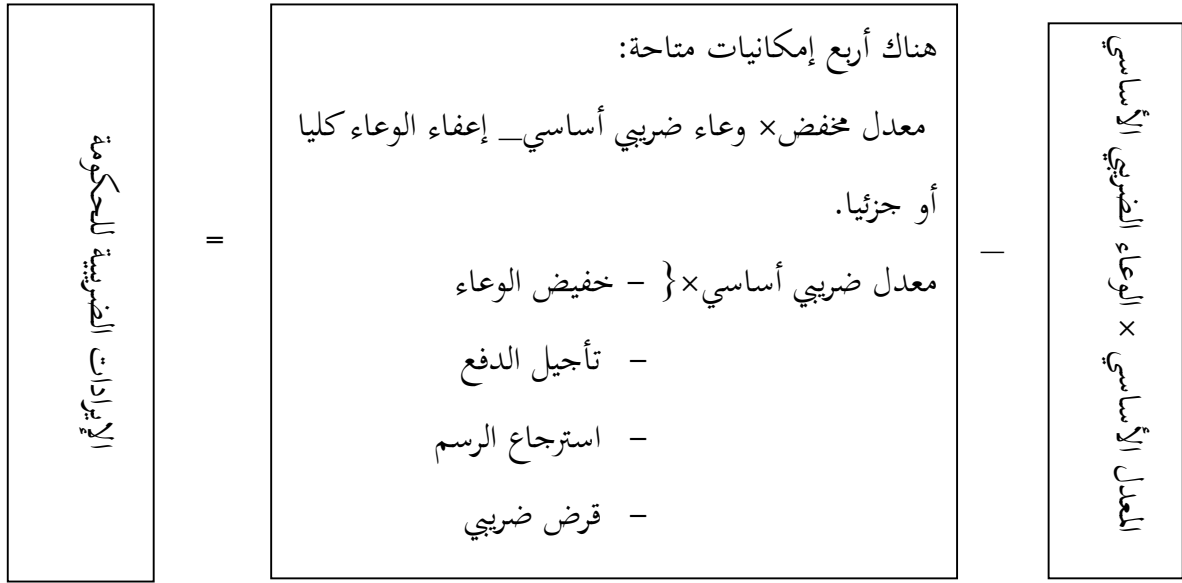 المعدل الأساسي × الوعاء الضريبي الأساسي
–
هناك أربع إمكانيات متاحة:
معدل مخفض× وعاء ضريبي أساسي_ إعفاء الوعاء كليا
أو جزئيا.
معدل ضريبي أساسي×{ – خفيض الوعاء
– تأجيل الدفع
– استرجاع الرسم
– قرض ضريبي
=
الإيرادات الضريبية للحكومة